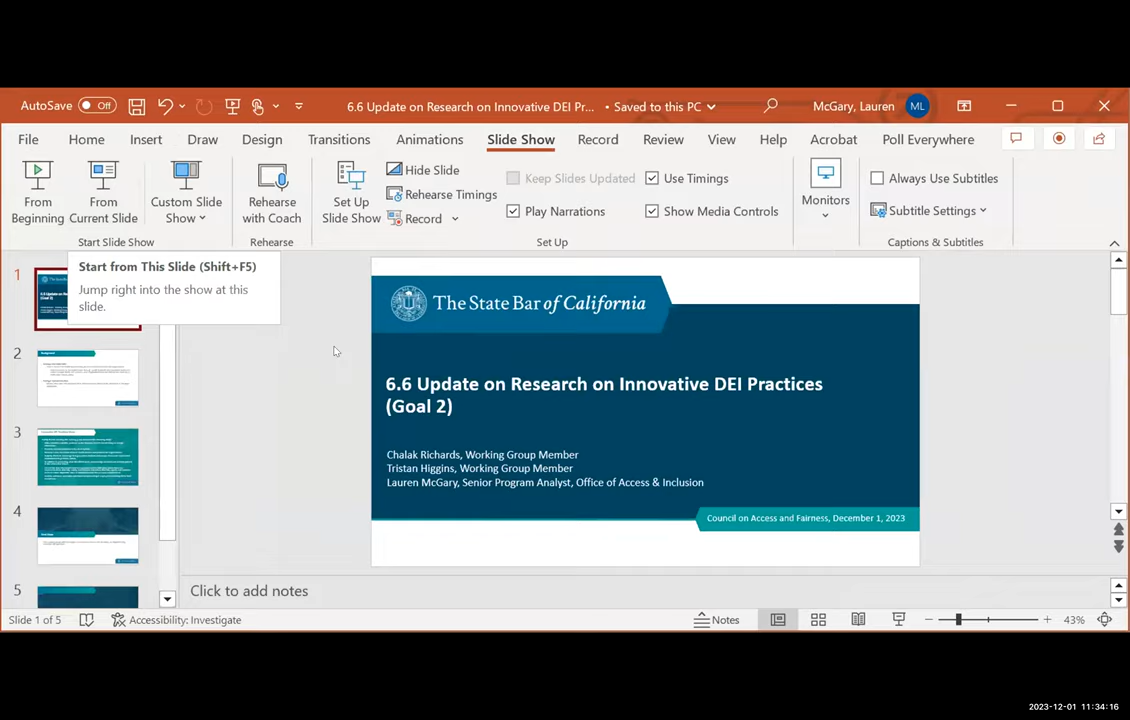 AutoSave Off
6.6 Update on Research on Innovative DEI Pr... • Saved to this PC
McGary, Lauren ML
File Home Insert Draw Design Transitions Animations Slide Show Record Review View Help Acrobat Poll Everywhere
From Beginning
From Current Slide
Custom Slide Show
Start Slide Show
Rehearse with Coach
Rehearse
Set Up Slide Show
Hide Slide
Rehearse Timings
Record
Keep Slides Updated
Play Narrations
Use Timings
Show Media Controls
Set Up
Monitors
Always Use Subtitles
Subtitle Settings
Captions & Subtitles
Start from This Slide (Shift+F5)
Jump right into the show at this
slide.
1
2
3
4
5
The State Bar of California
6.6 Update on Research on Innovative DEI Practices
(Goal 2)
Chalak Richards, Working Group Member
Tristan Higgins, Working Group Member
Lauren McGary, Senior Program Analyst, Office of Access & Inclusion
Council on Access and Fairness, December 1, 2023
Click to add notes
Slide 1 of 5
Accessibility: Investigate
Notes
43%
2023-12-01 11:34:16